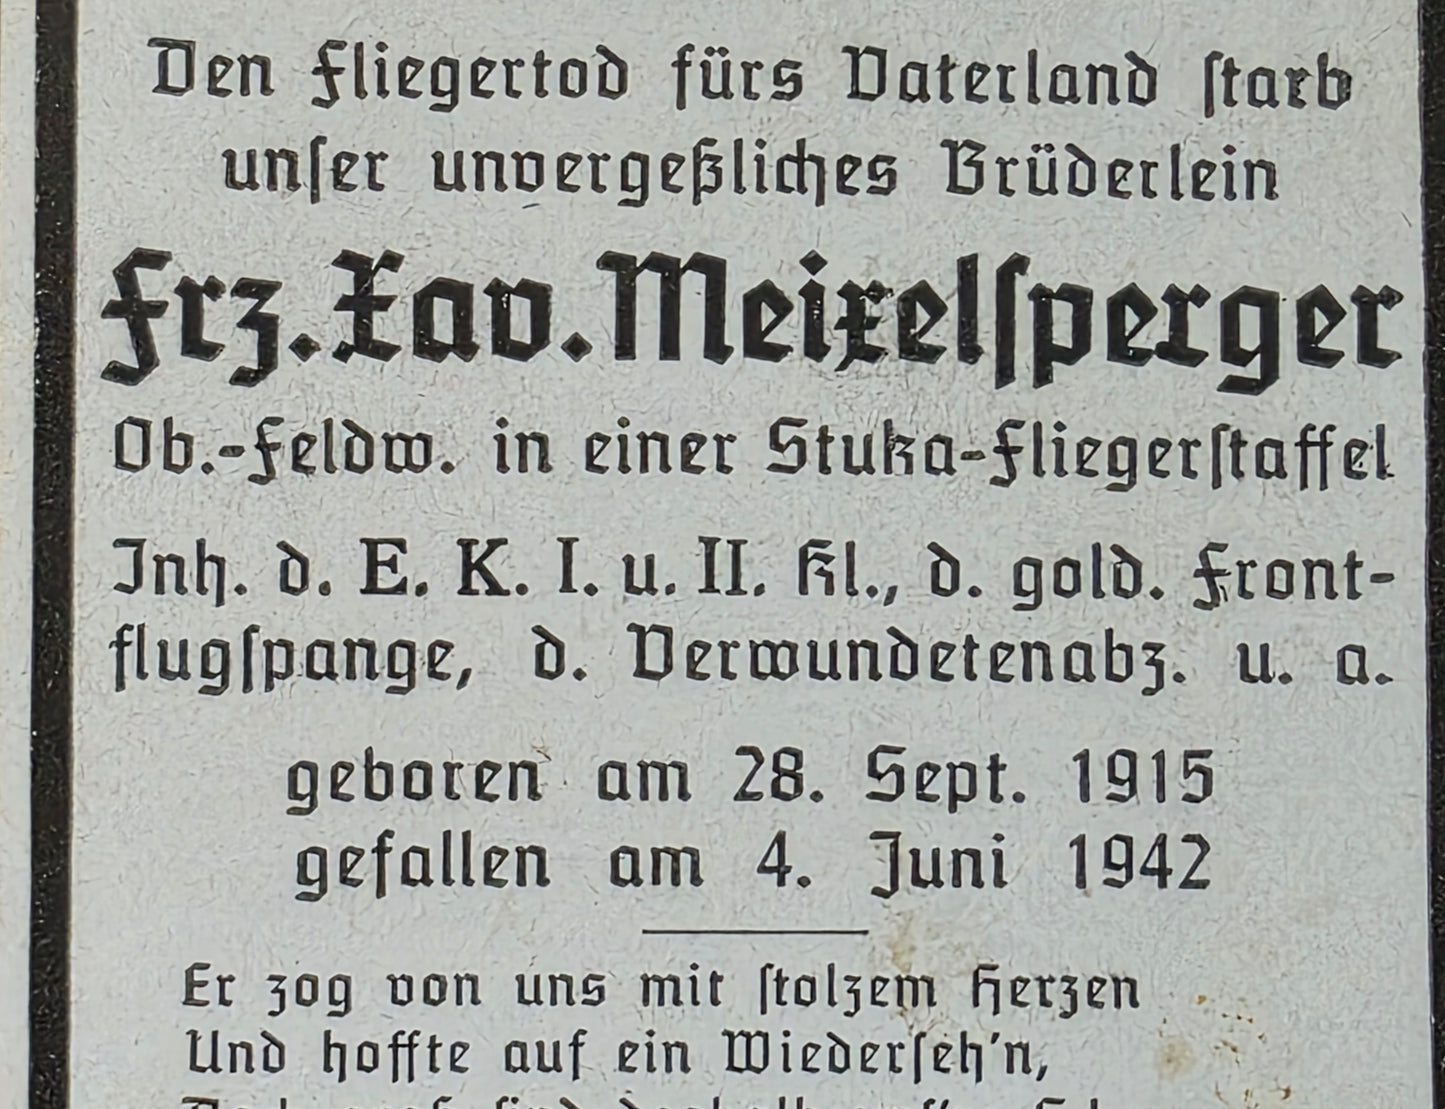 Den Fliegertod fürs Vaterland starb
unser unvergeßliches Brüderlein
Frz. Xav. Meixelsperger
Ob.-Feldw. in einer Stuka-Fliegerstaffel
Inh. d. E. K. I. u. II. Kl., d. gold. Front-
flugspange, d. Verwundetenabz. u. a.
geboren am 28. Sept. 1915
gefallen am 4. Juni 1942
Er zog von uns mit stolzem Herzen
Und hoffte auf ein Wiederseh'n,